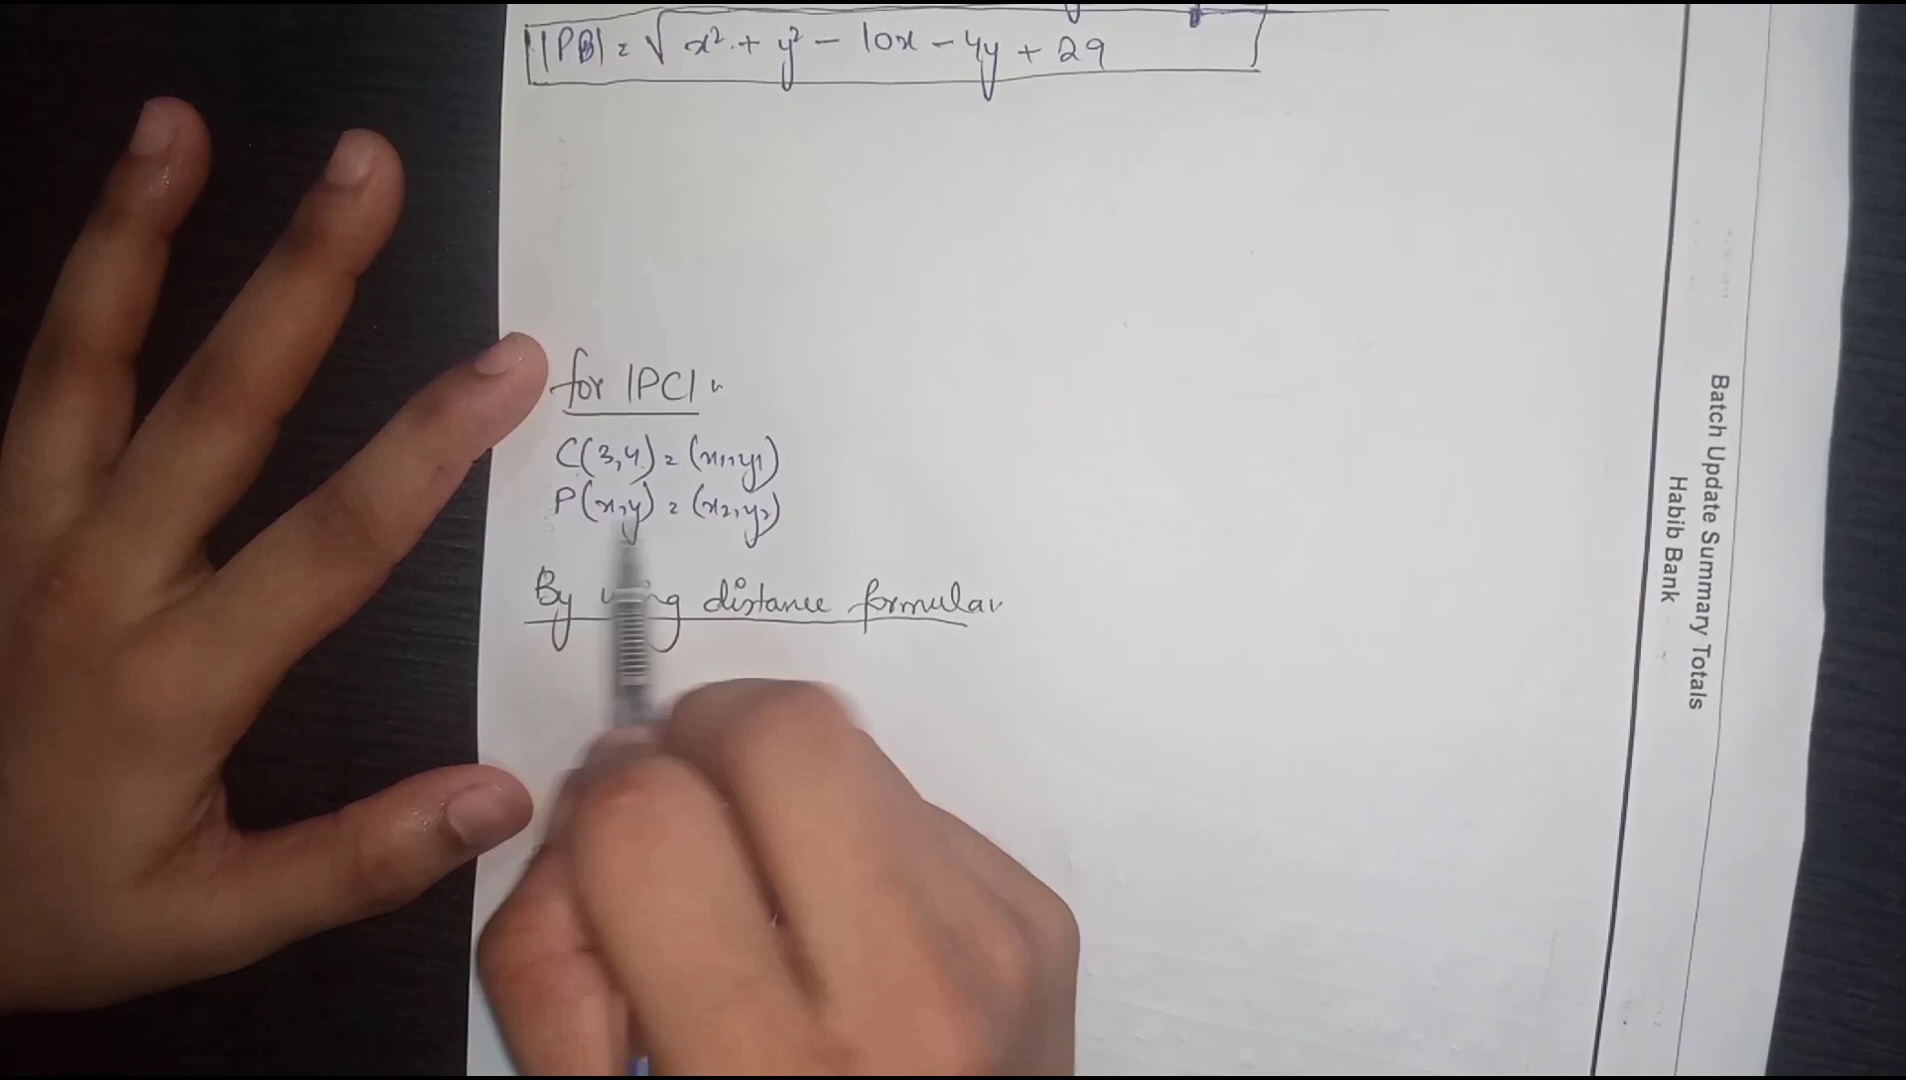 |PB| = √x² + y² - 10x - 4y + 29
for |PC|
C(3,4) = (x₁,y₁)
P(x,y) = (x₂,y₂)
By using distance formula
Batch Update Summary Totals
Habib Bank